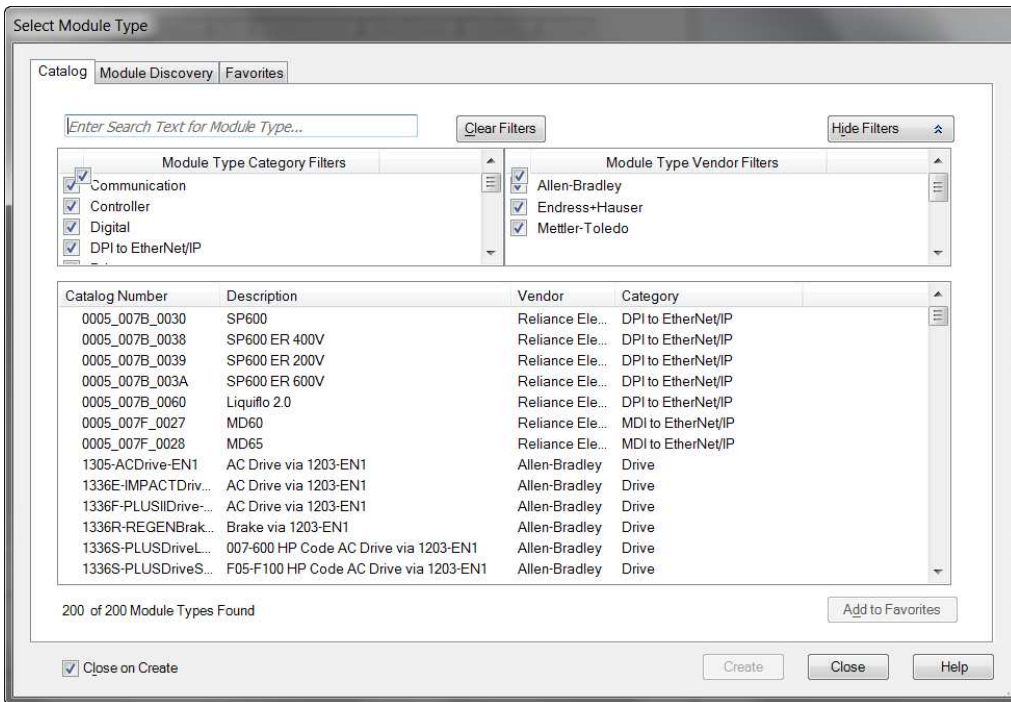 Select Module Type
Catalog Module Discovery Favorites
Enter Search Text for Module Type... Clear Filters Hide Filters
Module Type Category Filters Module Type Vendor Filters
Communication Allen-Bradley
Controller Endress+Hauser
Digital Mettler-Toledo
DPI to EtherNet/IP
Catalog Number Description Vendor Category
0005_007B_0030 SP600 Reliance Ele... DPI to EtherNet/IP
0005_007B_0038 SP600 ER 400V Reliance Ele... DPI to EtherNet/IP
0005_007B_0039 SP600 ER 200V Reliance Ele... DPI to EtherNet/IP
0005_007B_003A SP600 ER 600V Reliance Ele... DPI to EtherNet/IP
0005_007B_0060 Liquiflo 2.0 Reliance Ele... DPI to EtherNet/IP
0005_007F_0027 MD60 Reliance Ele... MDI to EtherNet/IP
0005_007F_0028 MD65 Reliance Ele... MDI to EtherNet/IP
1305-ACDrive-EN1 AC Drive via 1203-EN1 Allen-Bradley Drive
1336E-IMPACTDriv... AC Drive via 1203-EN1 Allen-Bradley Drive
1336F-PLUSIIDrive-... AC Drive via 1203-EN1 Allen-Bradley Drive
1336R-REGENBrak... Brake via 1203-EN1 Allen-Bradley Drive
1336S-PLUSDriveL... 007-600 HP Code AC Drive via 1203-EN1 Allen-Bradley Drive
1336S-PLUSDriveS... F05-F100 HP Code AC Drive via 1203-EN1 Allen-Bradley Drive
200 of 200 Module Types Found Add to Favorites
Close on Create Create Close Help